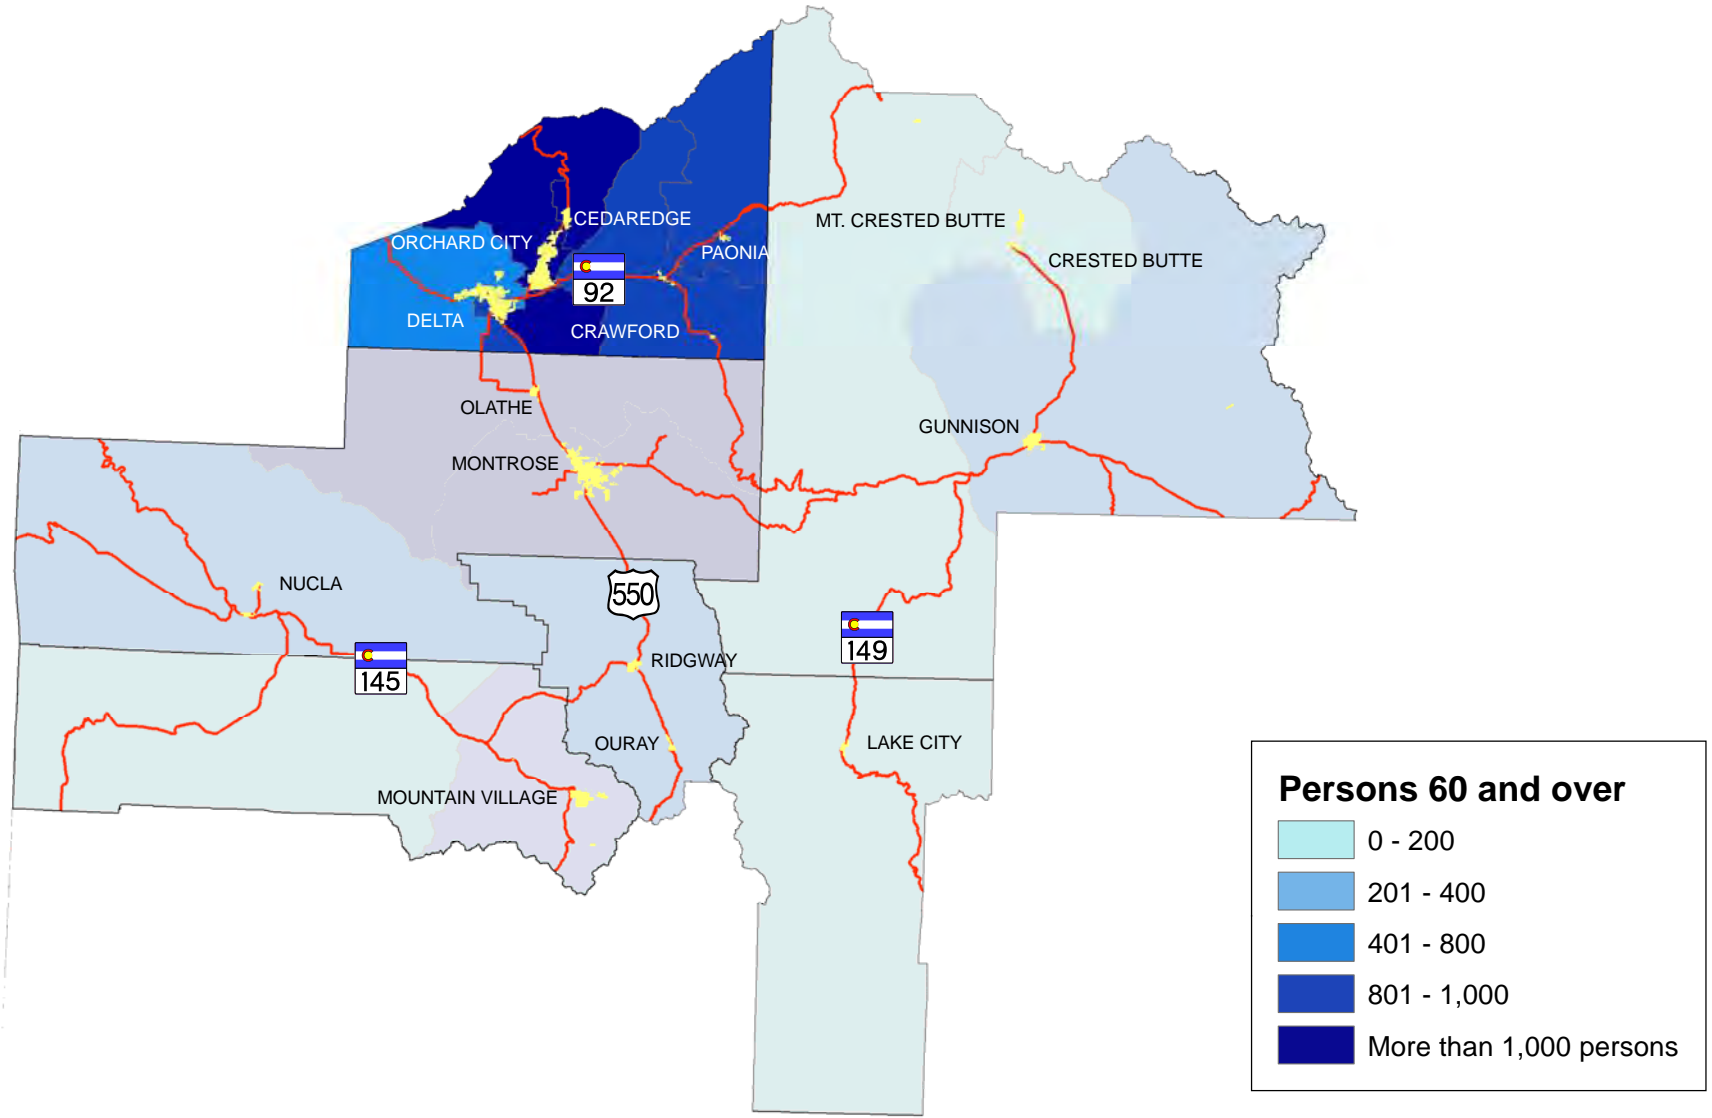 CEDAREDGE
MT. CRESTED BUTTE
ORCHARD CITY
PAONIA
CRESTED BUTTE
92
DELTA
CRAWFORD
OLATHE
GUNNISON
MONTROSE
NUCLA
550
149
RIDGWAY
145
OURAY
LAKE CITY
MOUNTAIN VILLAGE
Persons 60 and over
0 - 200
201 - 400
401 - 800
801 - 1,000
More than 1,000 persons